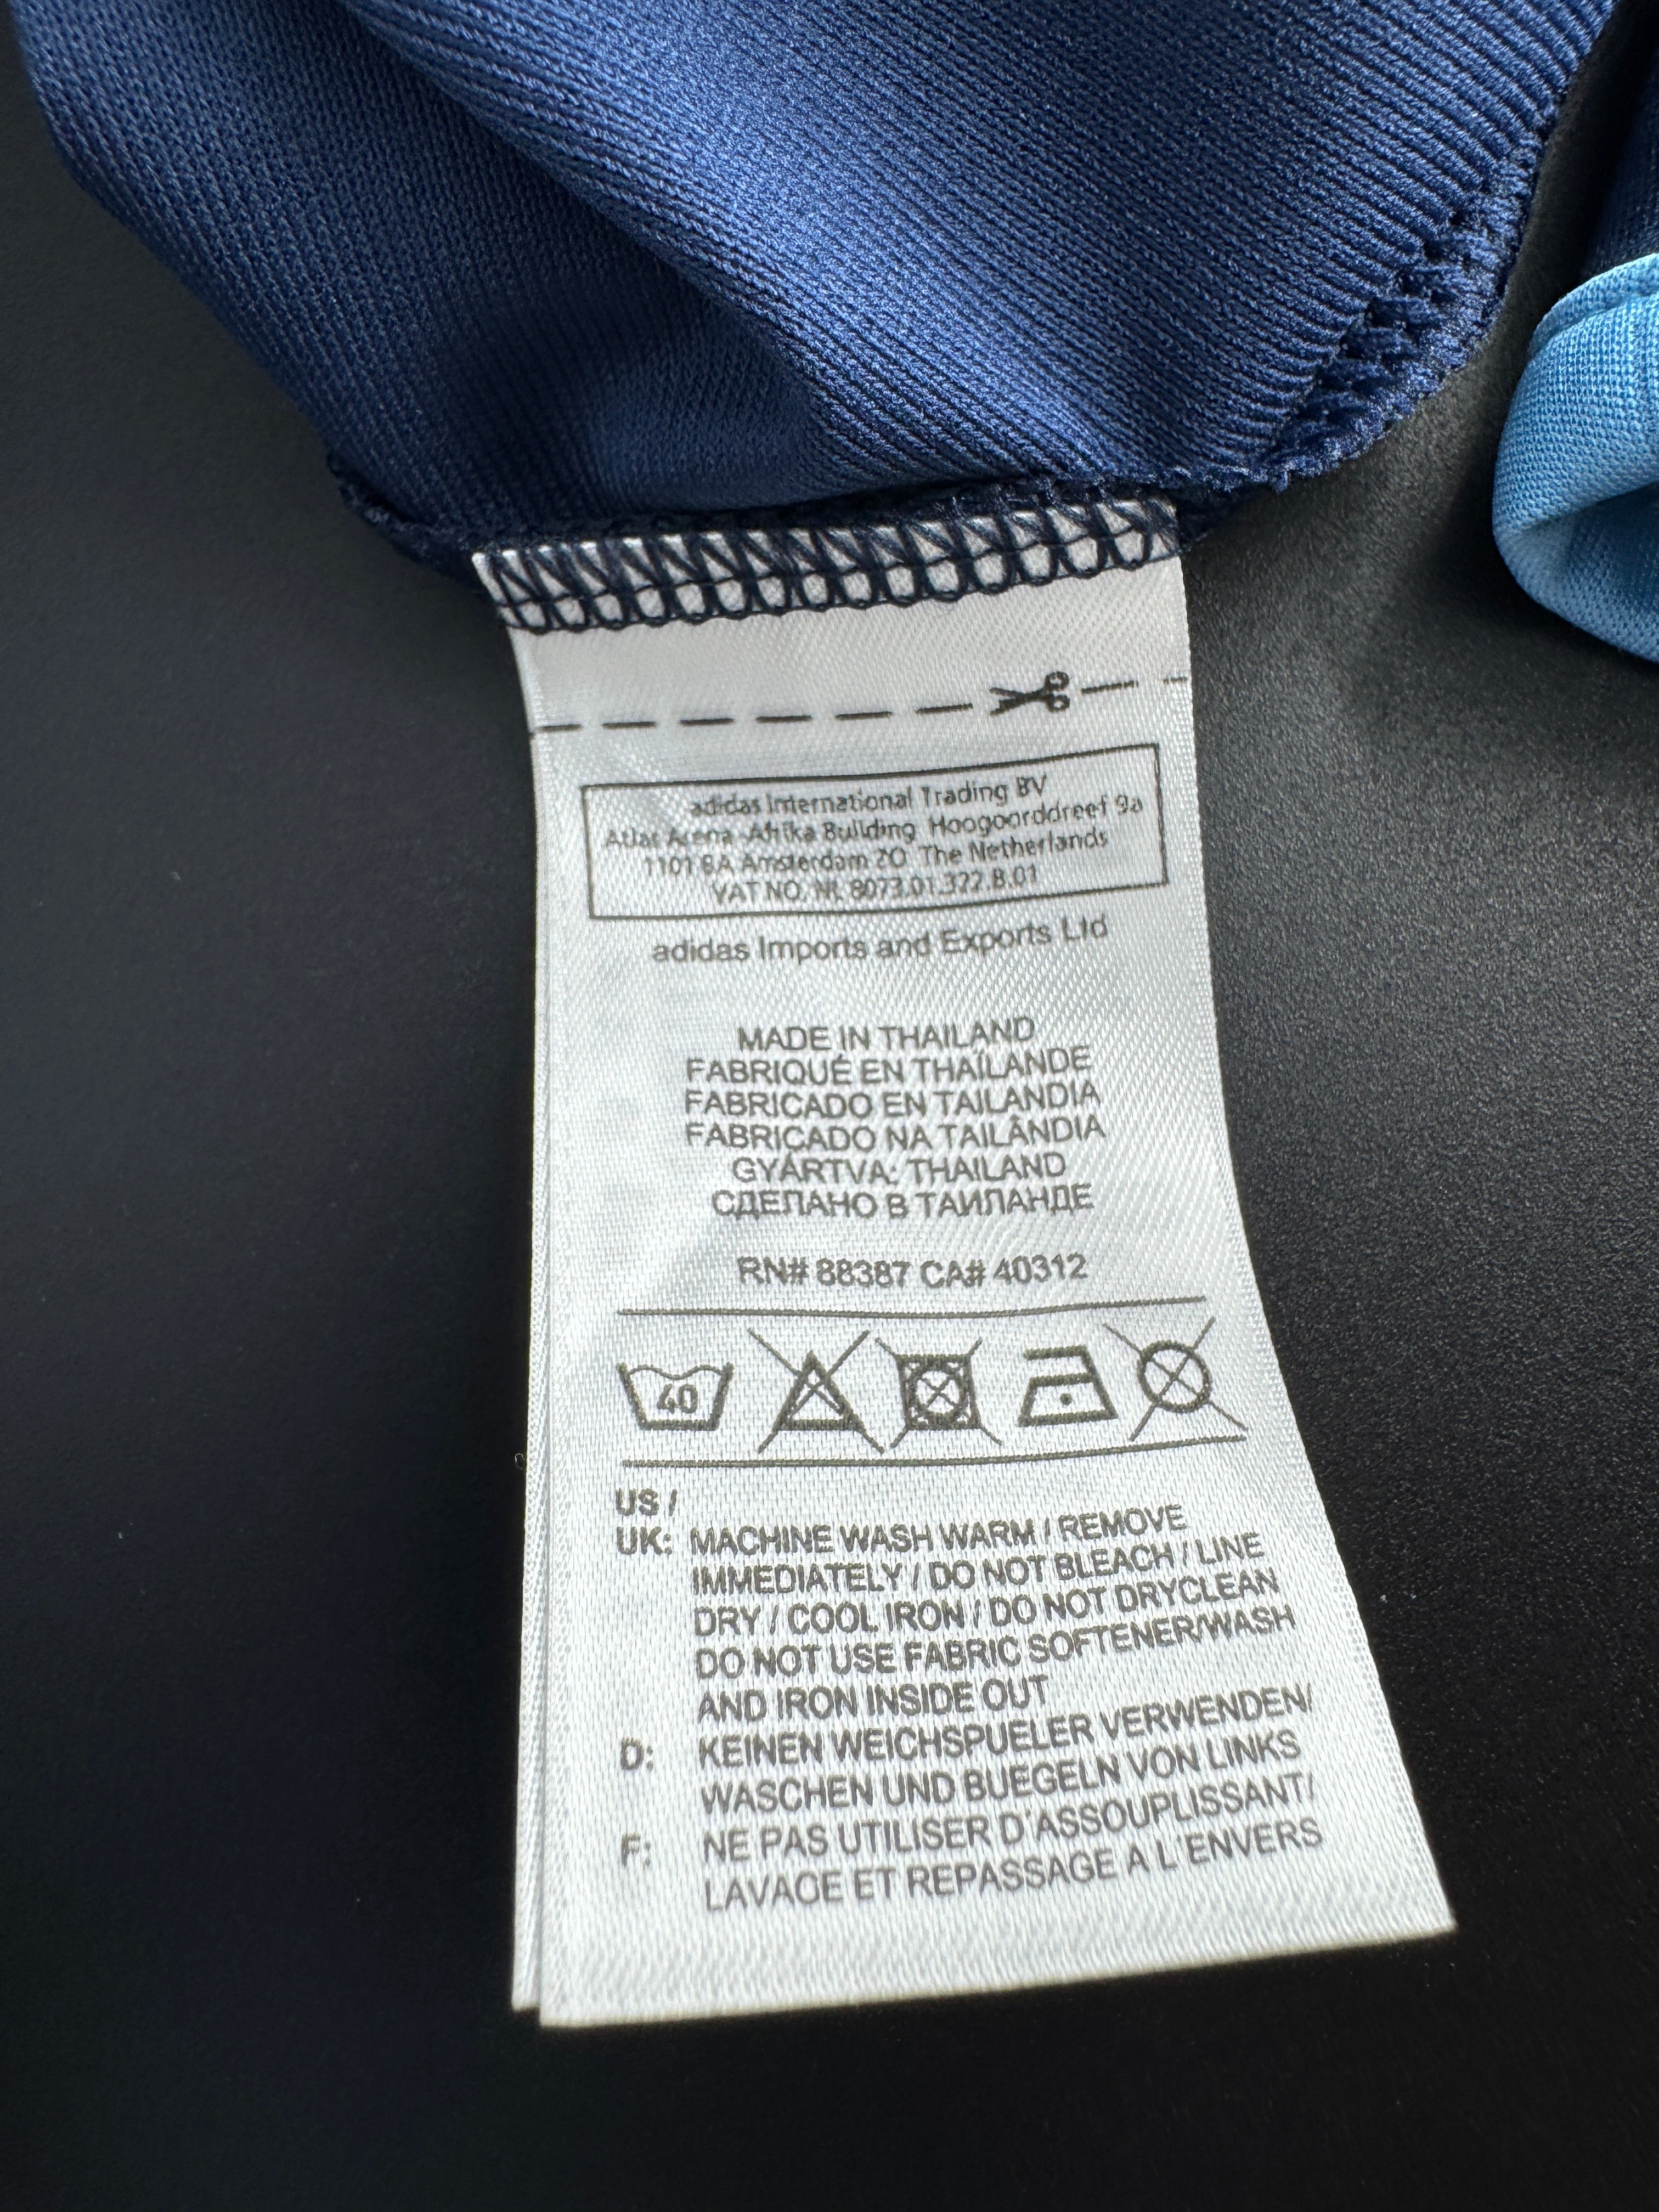 adidas International Trading BV
Atlas Arena Afrika Building Hoogoorddreef 9a
1101 BA Amsterdam ZO The Netherlands
VAT NO. NL 8073.01.322.B.01
adidas Imports and Exports Ltd
MADE IN THAILAND
FABRIQUÉ EN THAÏLANDE
FABRICADO EN TAILANDIA
FABRICADO NA TAILÂNDIA
GYÁRTVA: THAILAND
СДЕЛАНО В ТАИЛАНДЕ
RN# 88387 CA# 40312
40
US /
UK: MACHINE WASH WARM / REMOVE
IMMEDIATELY / DO NOT BLEACH / LINE
DRY / COOL IRON / DO NOT DRYCLEAN
DO NOT USE FABRIC SOFTENER/WASH
AND IRON INSIDE OUT
D: KEINEN WEICHSPUELER VERWENDEN/
WASCHEN UND BUEGELN VON LINKS
F: NE PAS UTILISER D'ASSOUPLISSANT/
LAVAGE ET REPASSAGE A L'ENVERS